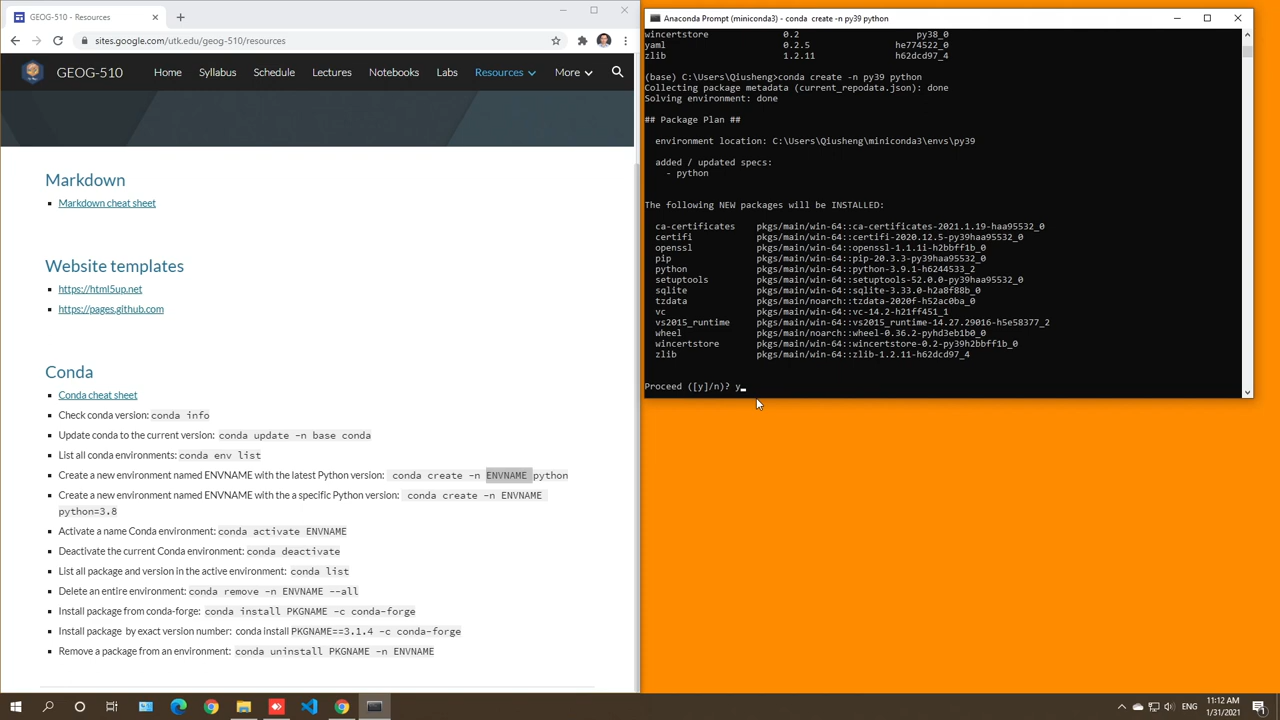 GEOG-510 - Resources
sites.google.com/utk.edu/geog-510/resources
GEOG-510 Home Syllabus Schedule Lectures Notebooks Labs Resources More
Markdown
Markdown cheat sheet
Website templates
https://html5up.net
https://pages.github.com
Conda
Conda cheat sheet
Check conda version: conda info
Update conda to the current version: conda update -n base conda
List all conda environments: conda env list
Create a new environment named ENVNAME with the latest Python version: conda create -n ENVNAME python
Create a new environment named ENVNAME with the a specific Python version: conda create -n ENVNAME
python=3.8
Activate a name Conda environment: conda activate ENVNAME
Deactivate the current Conda environment: conda deactivate
List all package and version in the active environment: conda list
Delete an entire environment: conda remove -n ENVNAME --all
Install package from conda-forge: conda install PKGNAME -c conda-forge
Install package by exact version number: conda install PKGNAME==3.1.4 -c conda-forge
Remove a package from an environment: conda uninstall PKGNAME -n ENVNAME
Anaconda Prompt (miniconda3) - conda create -n py39 python
wincertstore 0.2 py38_0
yaml 0.2.5 he774522_0
zlib 1.2.11 h62dcd97_4
(base) C:\Users\Qiusheng>conda create -n py39 python
Collecting package metadata (current_repodata.json): done
Solving environment: done
## Package Plan ##
environment location: C:\Users\Qiusheng\miniconda3\envs\py39
added / updated specs:
- python
The following NEW packages will be INSTALLED:
ca-certificates pkgs/main/win-64::ca-certificates-2021.1.19-haa95532_0
certifi pkgs/main/win-64::certifi-2020.12.5-py39haa95532_0
openssl pkgs/main/win-64::openssl-1.1.1i-h2bbff1b_0
pip pkgs/main/win-64::pip-20.3.3-py39haa95532_0
python pkgs/main/win-64::python-3.9.1-h6244533_2
setuptools pkgs/main/win-64::setuptools-52.0.0-py39haa95532_0
sqlite pkgs/main/win-64::sqlite-3.33.0-h2a8f88b_0
tzdata pkgs/main/noarch::tzdata-2020f-h52ac0ba_0
vc pkgs/main/win-64::vc-14.2-h21ff451_1
vs2015_runtime pkgs/main/win-64::vs2015_runtime-14.27.29016-h5e58377_2
wheel pkgs/main/noarch::wheel-0.36.2-pyhd3eb1b0_0
wincertstore pkgs/main/win-64::wincertstore-0.2-py39h2bbff1b_0
zlib pkgs/main/win-64::zlib-1.2.11-h62dcd97_4
Proceed ([y]/n)? y_
ENG
11:12 AM
1/31/2021
1